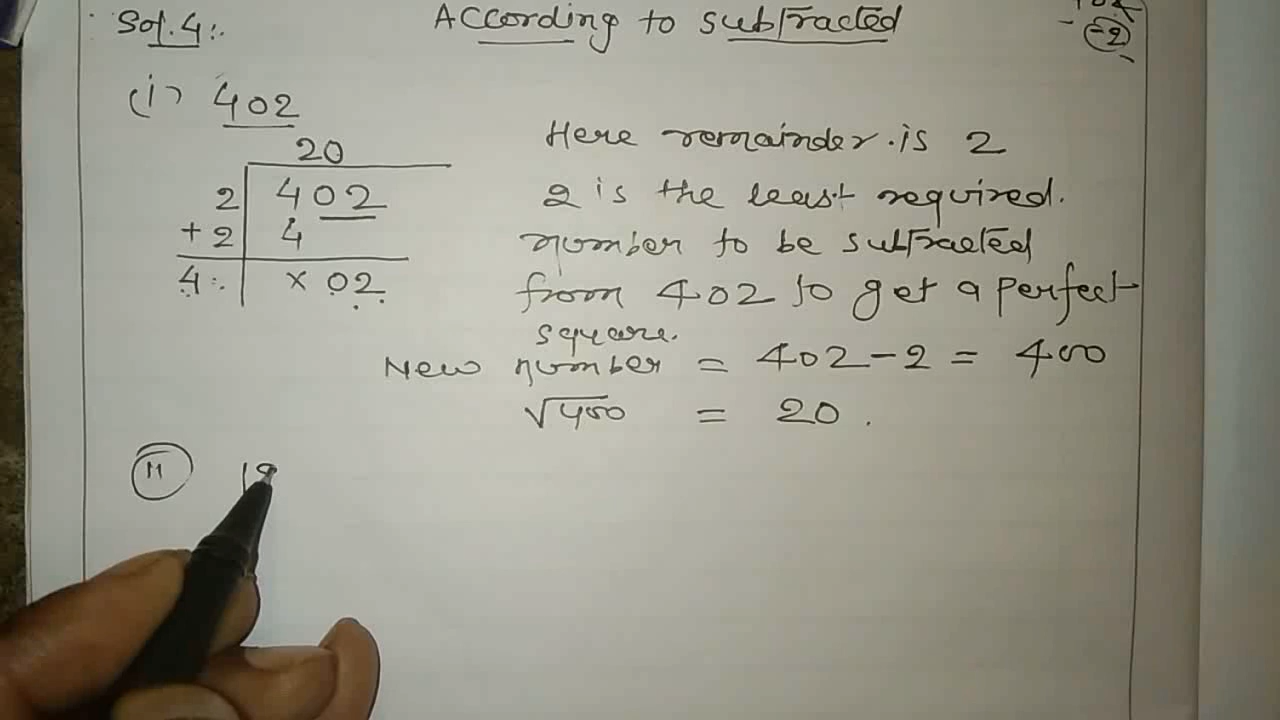 Sol.4:. According to subtracted
-2
(i) 402
20
2 402 Here remainder is 2
+2 4 2 is the least required.
4 × 02 number to be subtracted
from 402 to get a perfect
square.
New number = 402 - 2 = 400
√400 = 20.
(ii) 19